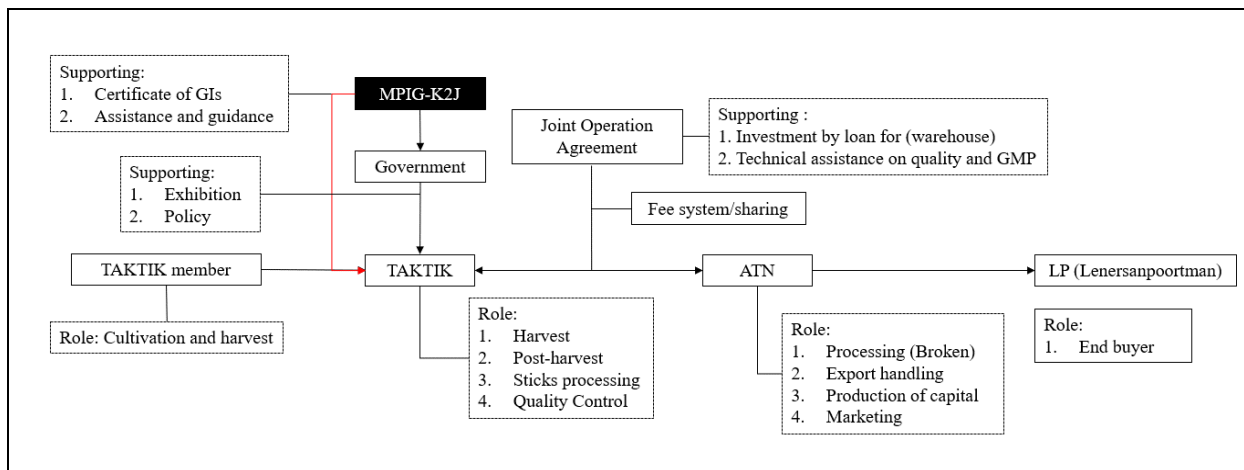 Supporting:
1. Certificate of GIs
2. Assistance and guidance
MPIG-K2J
Joint Operation
Agreement
Supporting :
1. Investment by loan for (warehouse)
2. Technical assistance on quality and GMP
Government
Supporting:
1. Exhibition
2. Policy
Fee system/sharing
TAKTIK member
TAKTIK
ATN
LP (Lenersanpoortman)
Role: Cultivation and harvest
Role:
1. Harvest
2. Post-harvest
3. Sticks processing
4. Quality Control
Role:
1. Processing (Broken)
2. Export handling
3. Production of capital
4. Marketing
Role:
1. End buyer